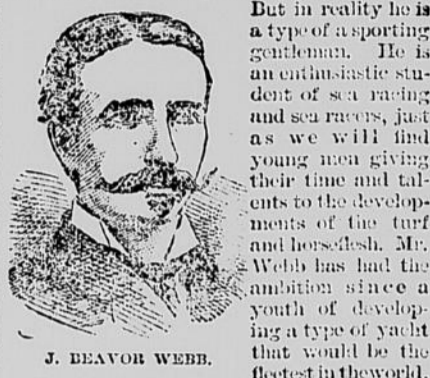 But in reality he is
a type of a sporting
gentleman. He is
an enthusiastic stu-
dent of sea racing
and sea racers, just
as we will find
young men giving
their time and tal-
ents to the develop-
ments of the turf
and horseflesh. Mr.
Webb has had the
ambition since a
youth of develop-
ing a type of yacht
that would be the
fleetest in the world.
J. BEAVOR WEBB.